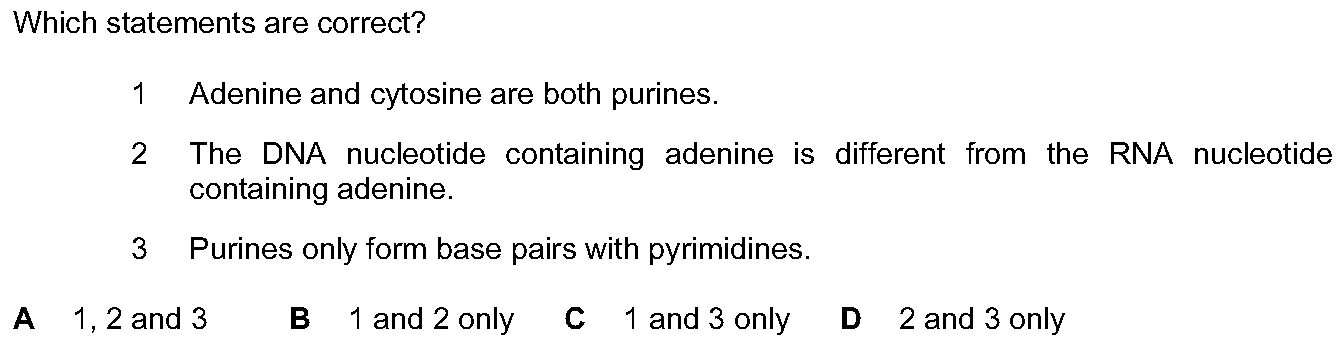 Which statements are correct?
1 Adenine and cytosine are both purines.
2 The DNA nucleotide containing adenine is different from the RNA nucleotide
containing adenine.
3 Purines only form base pairs with pyrimidines.
A 1, 2 and 3 B 1 and 2 only C 1 and 3 only D 2 and 3 only